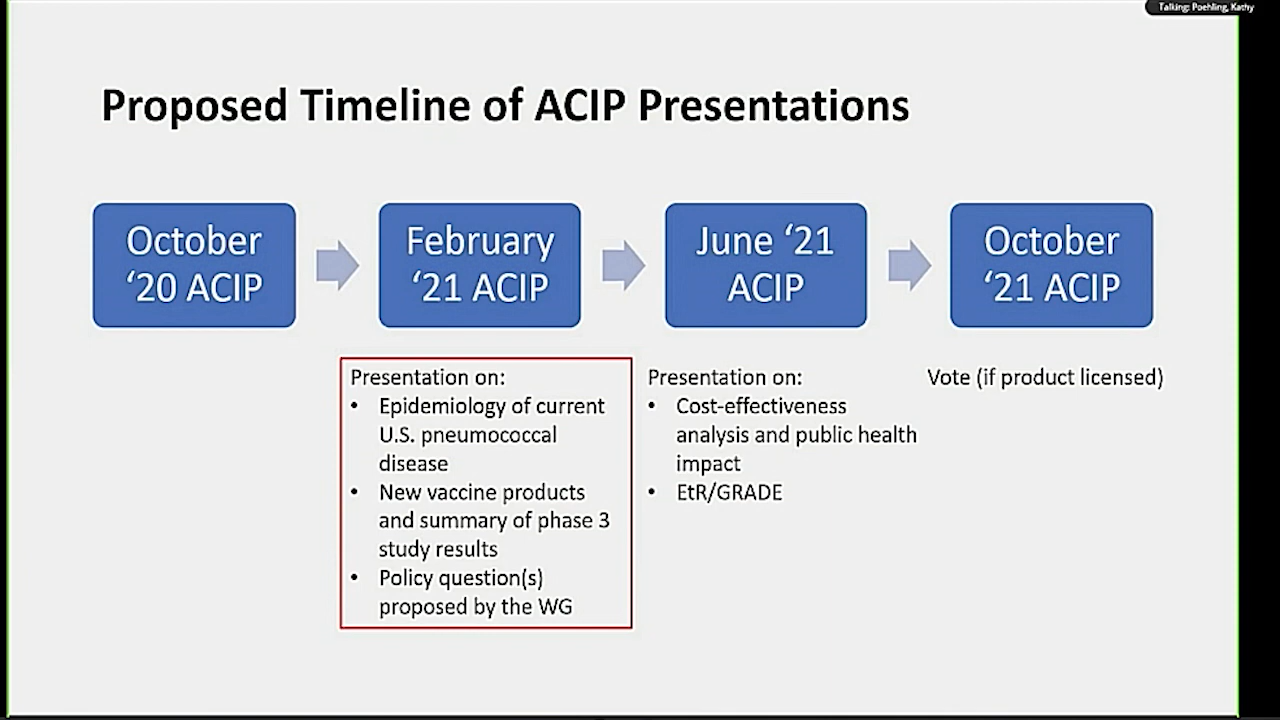 Talking: Poehling, Kathy
Proposed Timeline of ACIP Presentations
October
‘20 ACIP
February
‘21 ACIP
June ‘21
ACIP
October
‘21 ACIP
Presentation on:
• Epidemiology of current
U.S. pneumococcal
disease
• New vaccine products
and summary of phase 3
study results
• Policy question(s)
proposed by the WG
Presentation on:
• Cost-effectiveness
analysis and public health
impact
• EtR/GRADE
Vote (if product licensed)